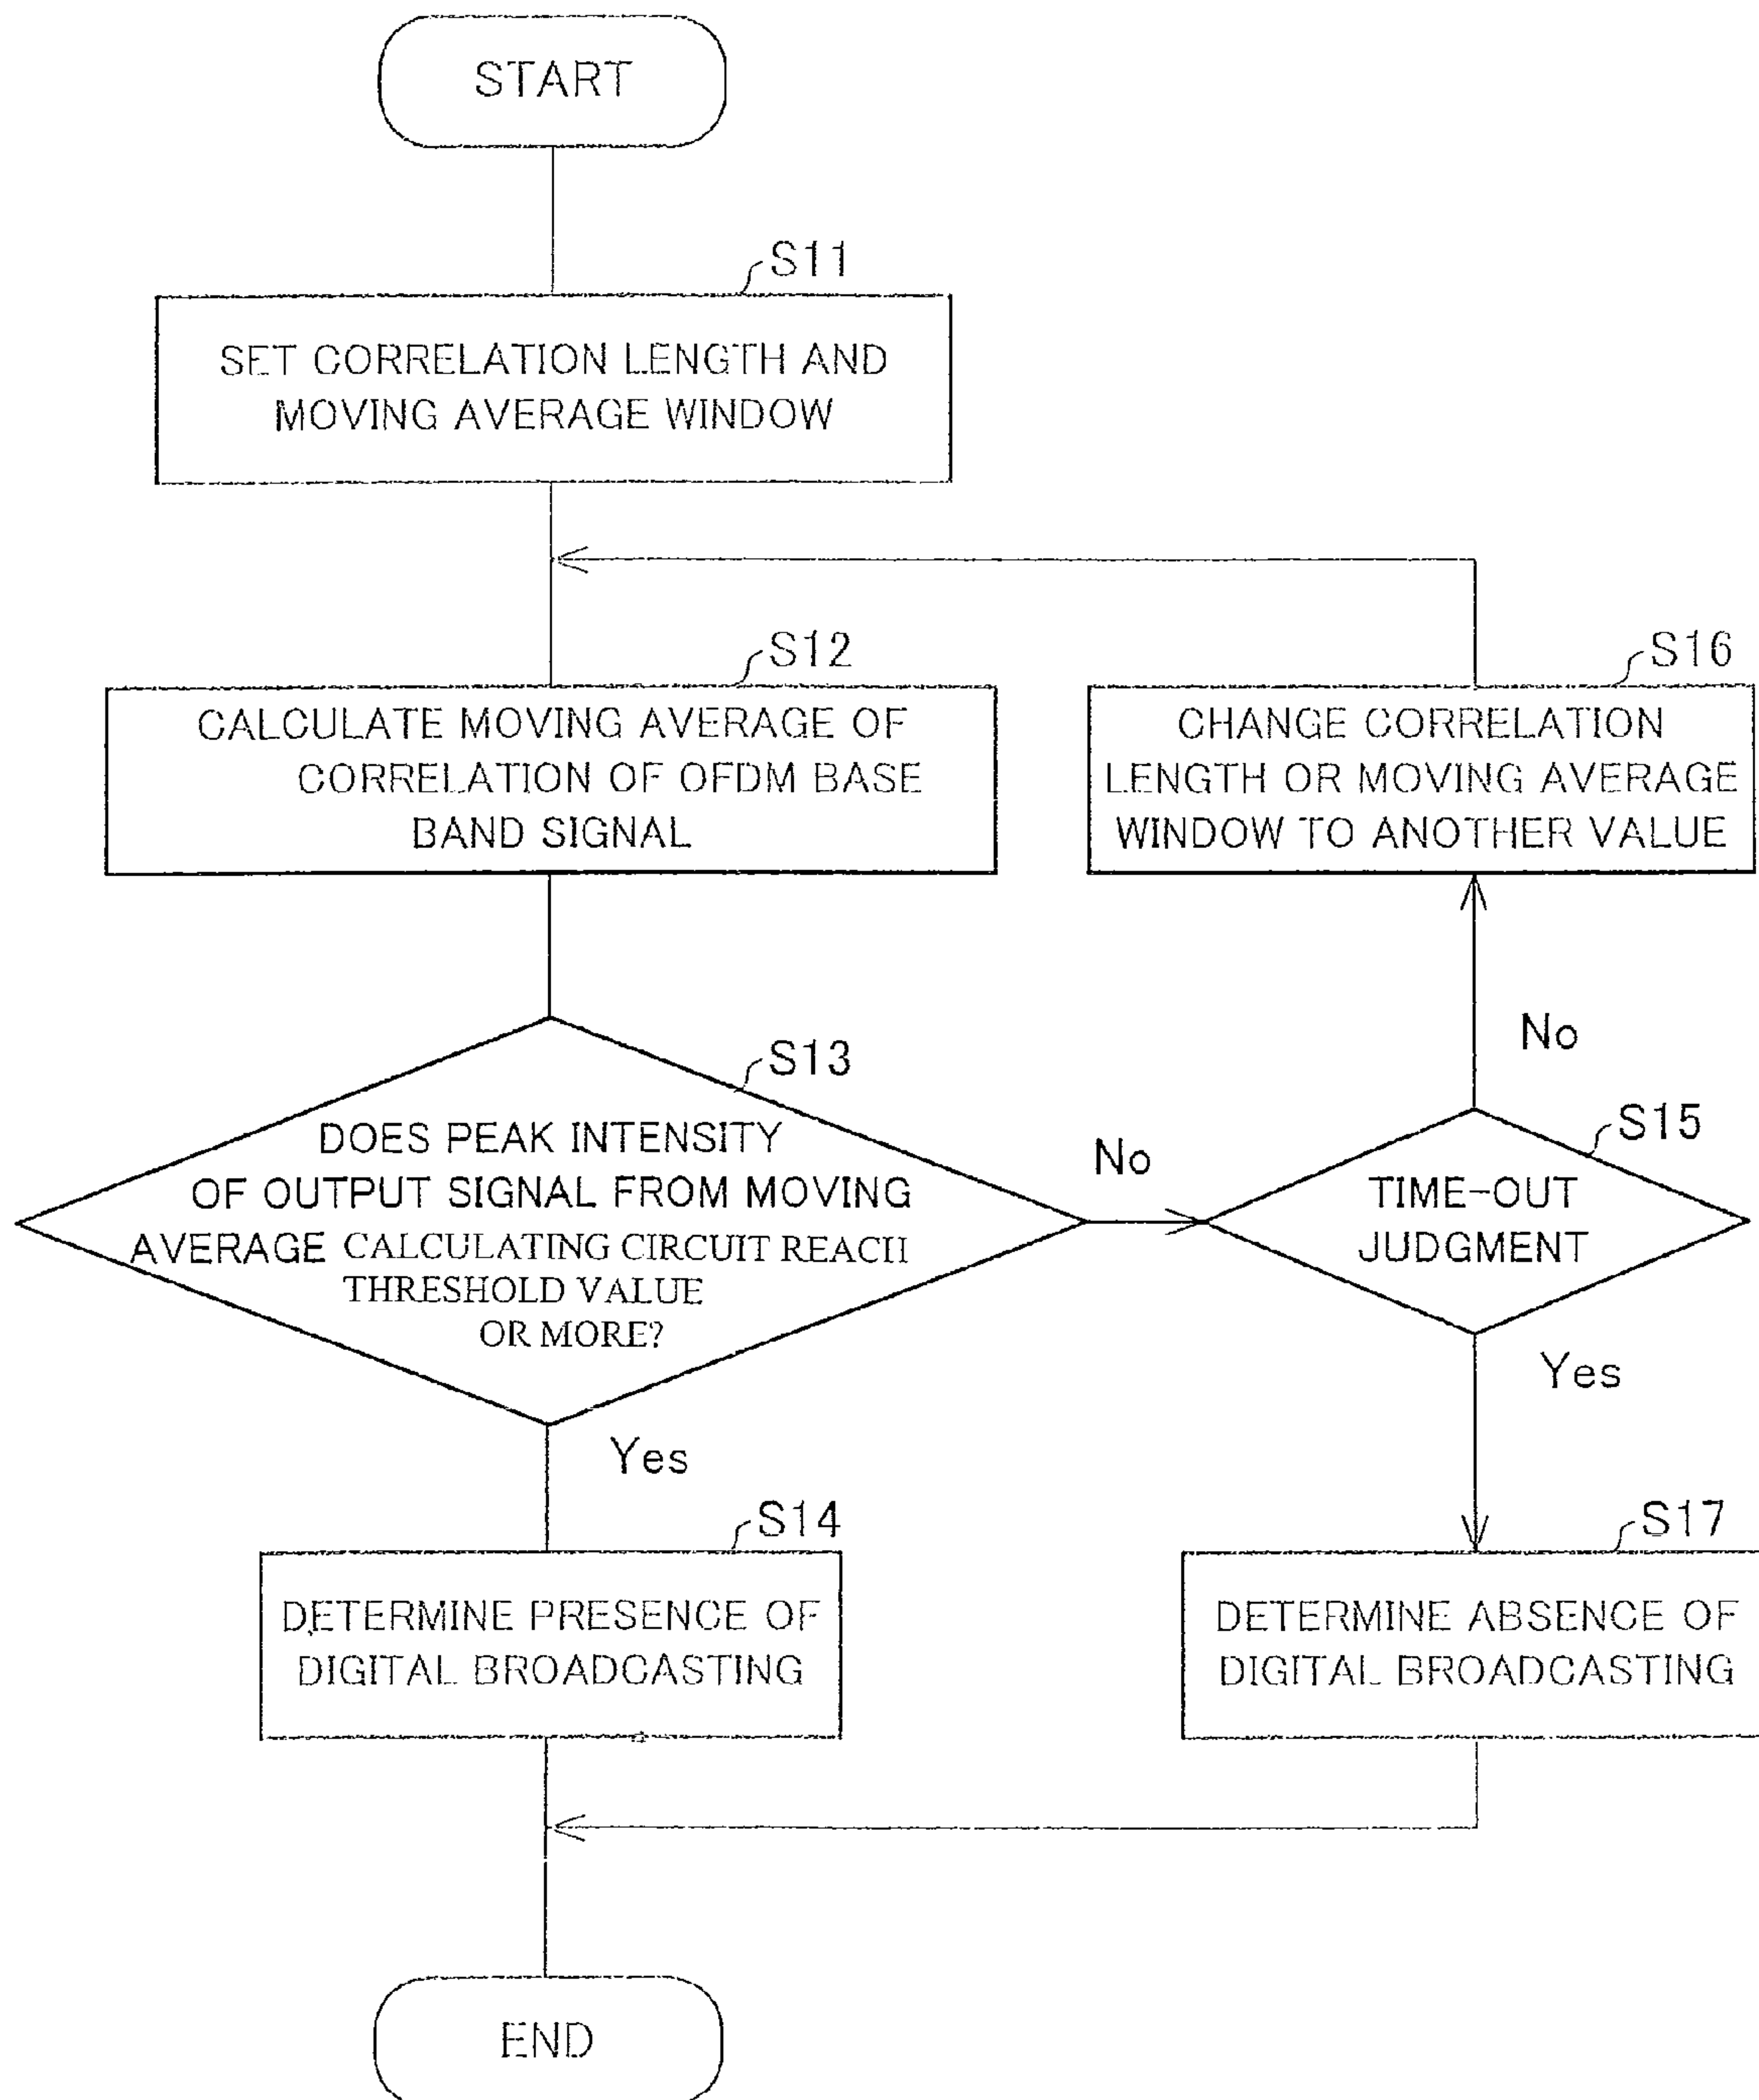 START
S11
SET CORRELATION LENGTH AND
MOVING AVERAGE WINDOW
S12
CALCULATE MOVING AVERAGE OF
CORRELATION OF OFDM BASE
BAND SIGNAL
S16
CHANGE CORRELATION
LENGTH OR MOVING AVERAGE
WINDOW TO ANOTHER VALUE
No
S13
DOES PEAK INTENSITY
OF OUTPUT SIGNAL FROM MOVING
AVERAGE CALCULATING CIRCUIT REACH
THRESHOLD VALUE
OR MORE?
No
S15
TIME-OUT
JUDGMENT
Yes
Yes
S14
DETERMINE PRESENCE OF
DIGITAL BROADCASTING
S17
DETERMINE ABSENCE OF
DIGITAL BROADCASTING
END